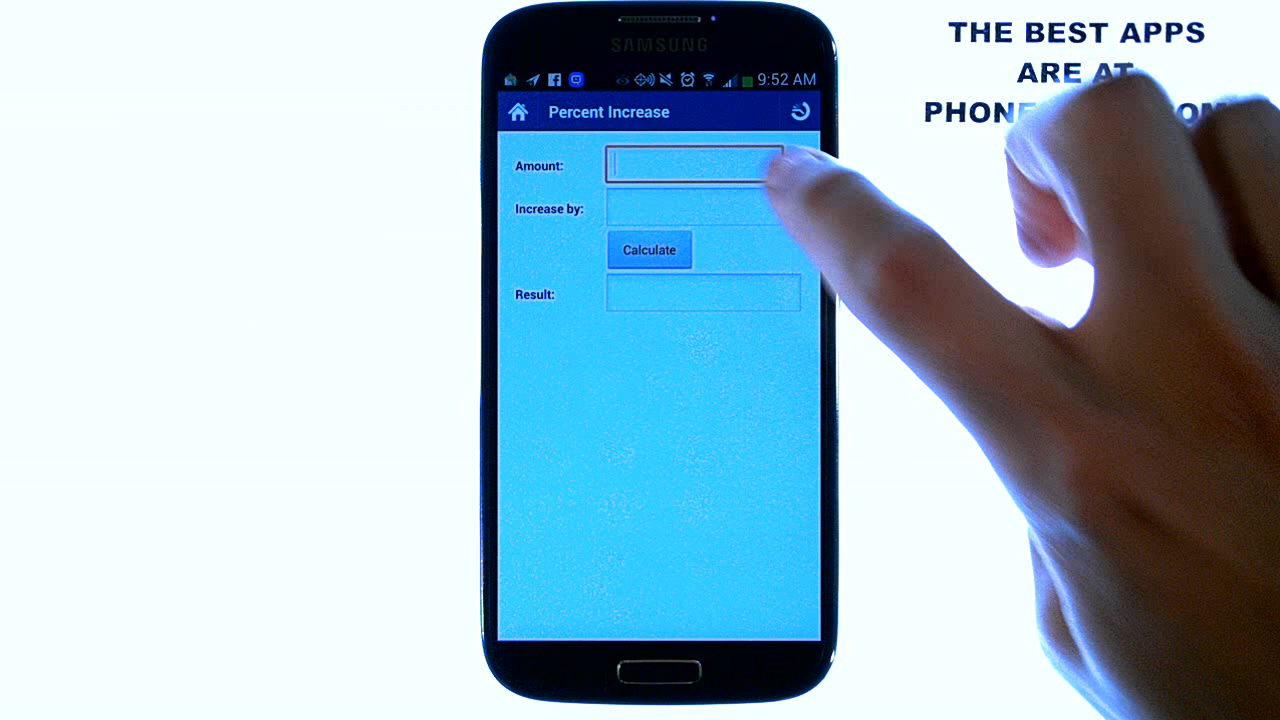 THE BEST APPS
ARE AT
PHONE
SAMSUNG
9:52 AM
Percent Increase
Amount:
Increase by:
Calculate
Result: